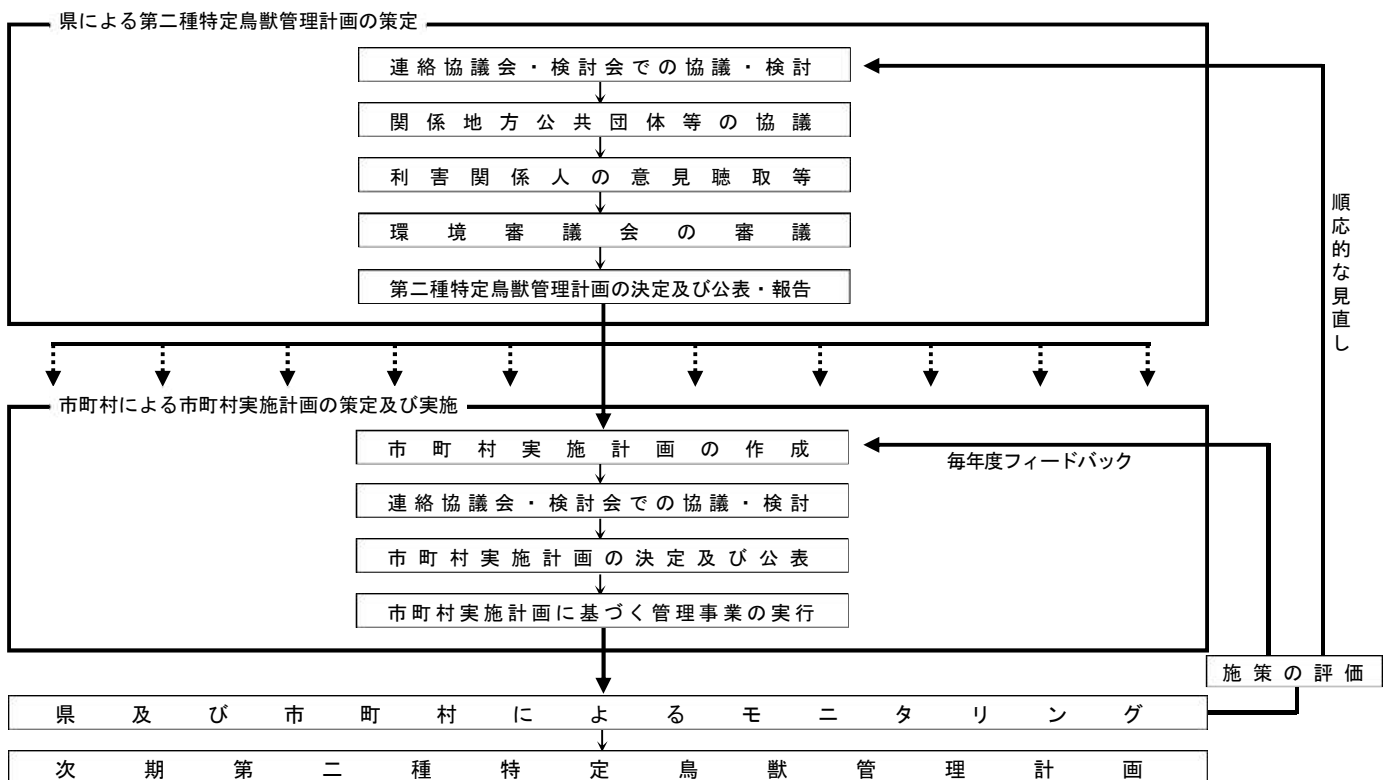 県による第二種特定鳥獣管理計画の策定
連絡協議会・検討会での協議・検討
関係地方公共団体等の協議
利害関係人の意見聴取等
環境審議会の審議
第二種特定鳥獣管理計画の決定及び公表・報告
順応的な見直し
市町村による市町村実施計画の策定及び実施
市町村実施計画の作成
毎年度フィードバック
連絡協議会・検討会での協議・検討
市町村実施計画の決定及び公表
市町村実施計画に基づく管理事業の実行
施策の評価
県及び市町村によるモニタリング
次期第二種特定鳥獣管理計画